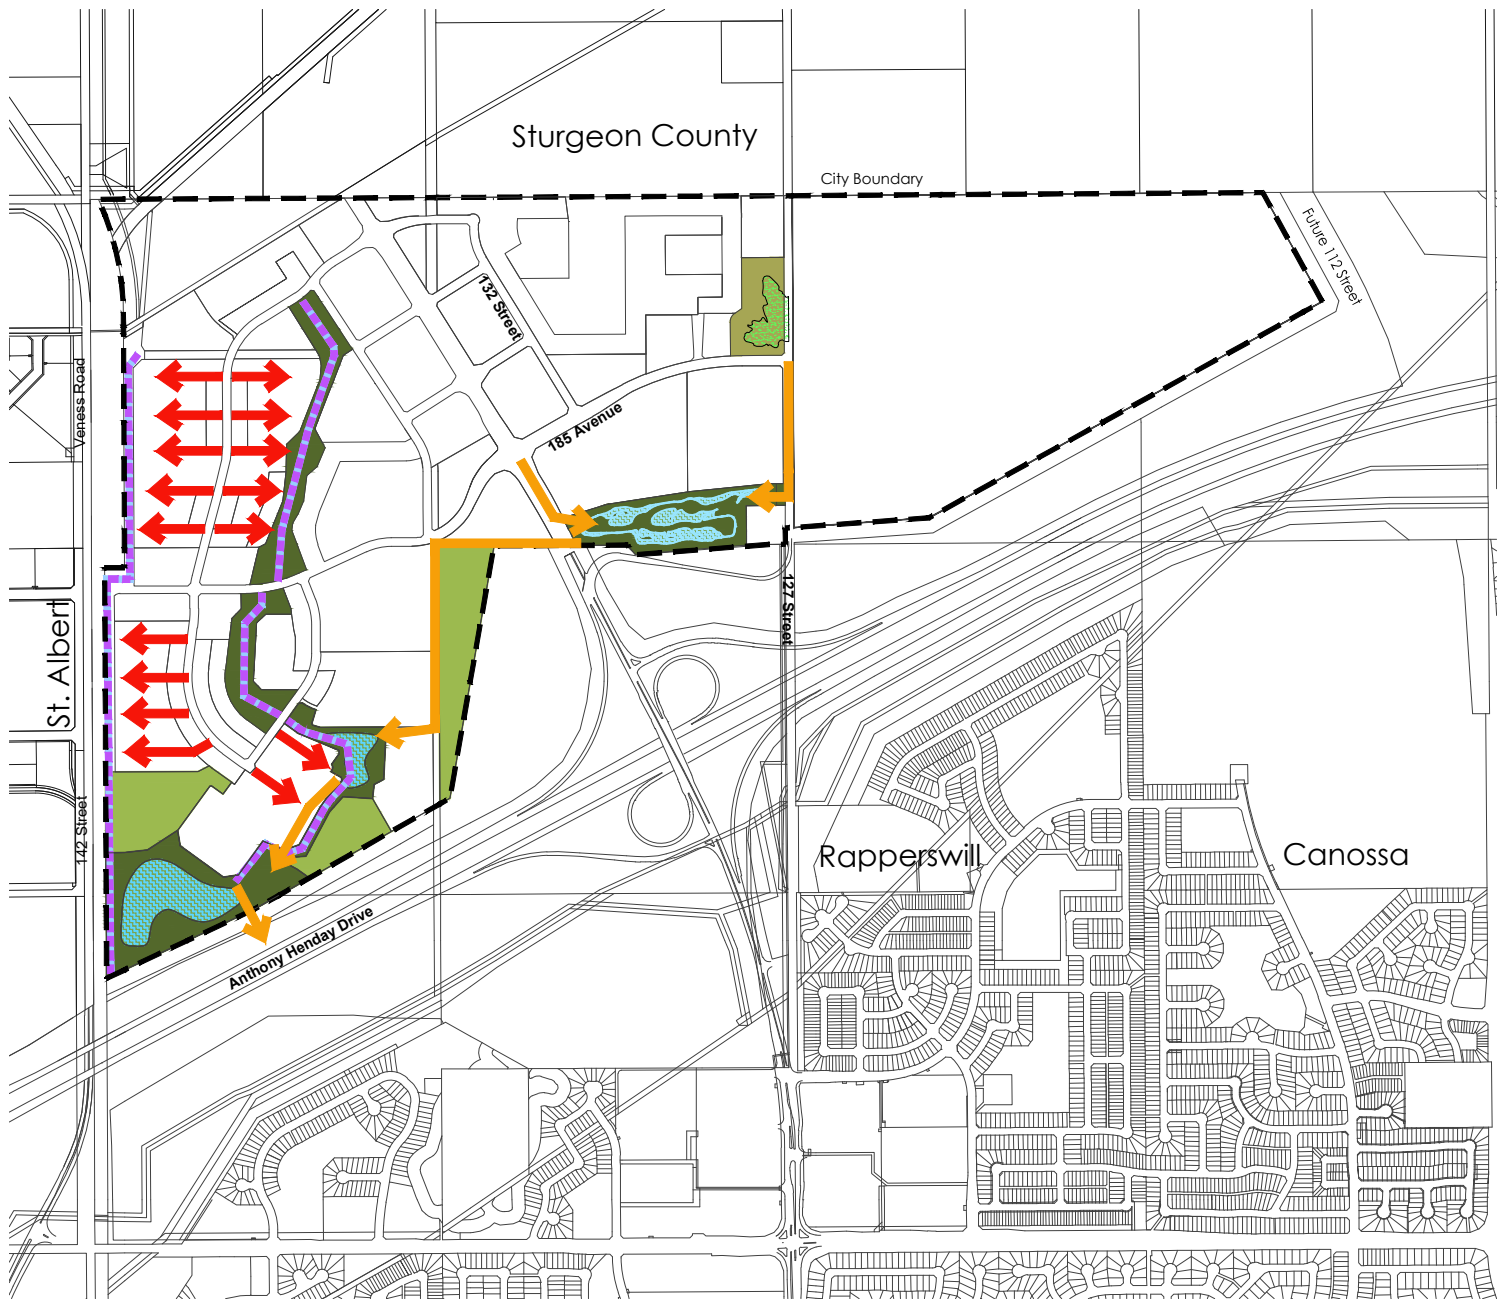 Sturgeon County
City Boundary
Future 112 Street
132 Street
Veness Road
185 Avenue
127 Street
St. Albert
142 Street
Rapperswill
Canossa
Anthony Henday Drive